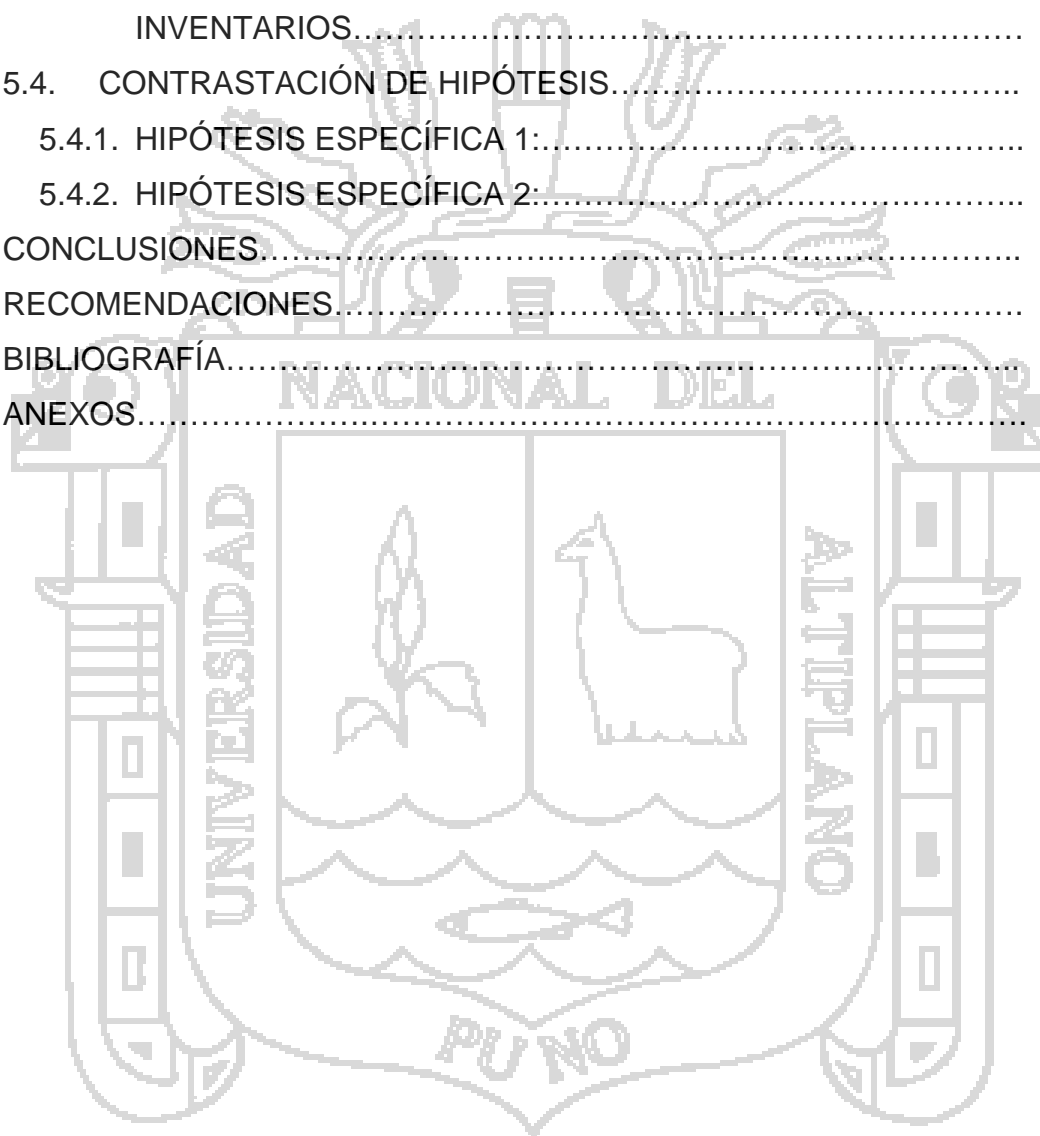 INVENTARIOS……………………………………………………………
5.4. CONTRASTACIÓN DE HIPÓTESIS…………………………………..
5.4.1. HIPÓTESIS ESPECÍFICA 1:…………………………………………..
5.4.2. HIPÓTESIS ESPECÍFICA 2:…………………………………………..
CONCLUSIONES…………………………………………………………………..
RECOMENDACIONES…………………………………………………………….
BIBLIOGRAFÍA……………………………………………………………………..
ANEXOS…………………………………………………………………………….
UNIVERSIDAD
NACIONAL DEL
ALTIPLANO
PUNO